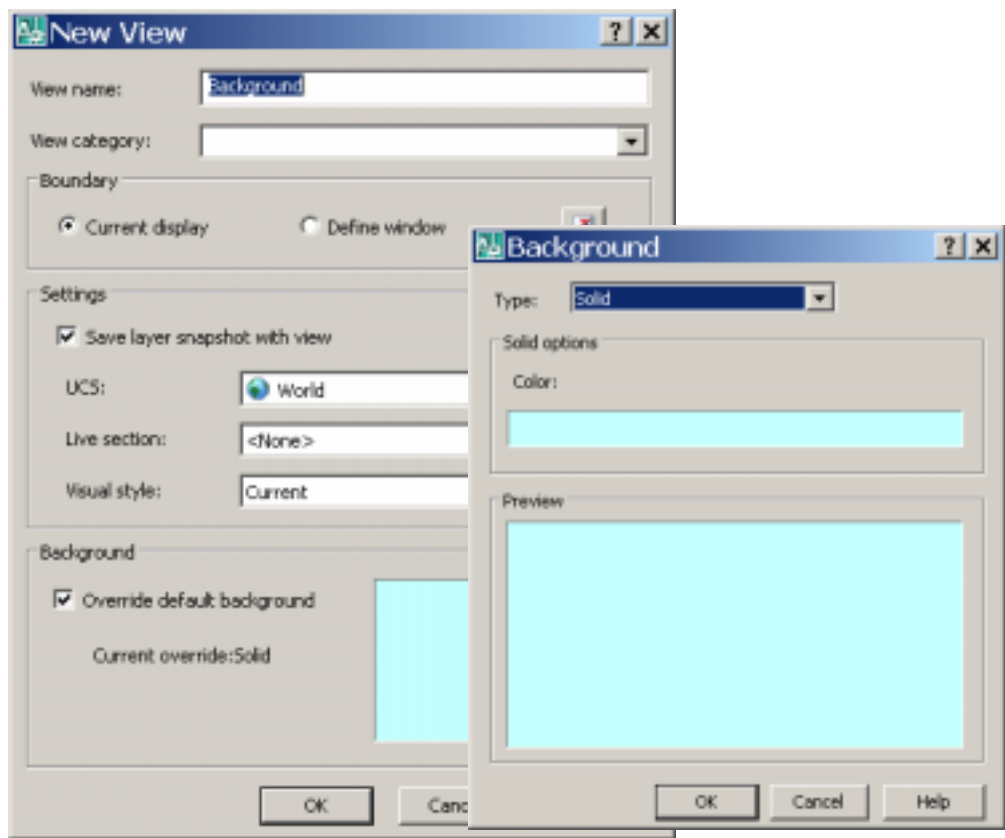 New View
View name:
Background
View category:
Boundary
Current display
Define window
Settings
Save layer snapshot with view
UCS:
World
Live section:
<None>
Visual style:
Current
Background
Override default background
Current override:Solid
OK
Canc
Background
Type:
Solid
Solid options
Color:
Preview
OK
Cancel
Help